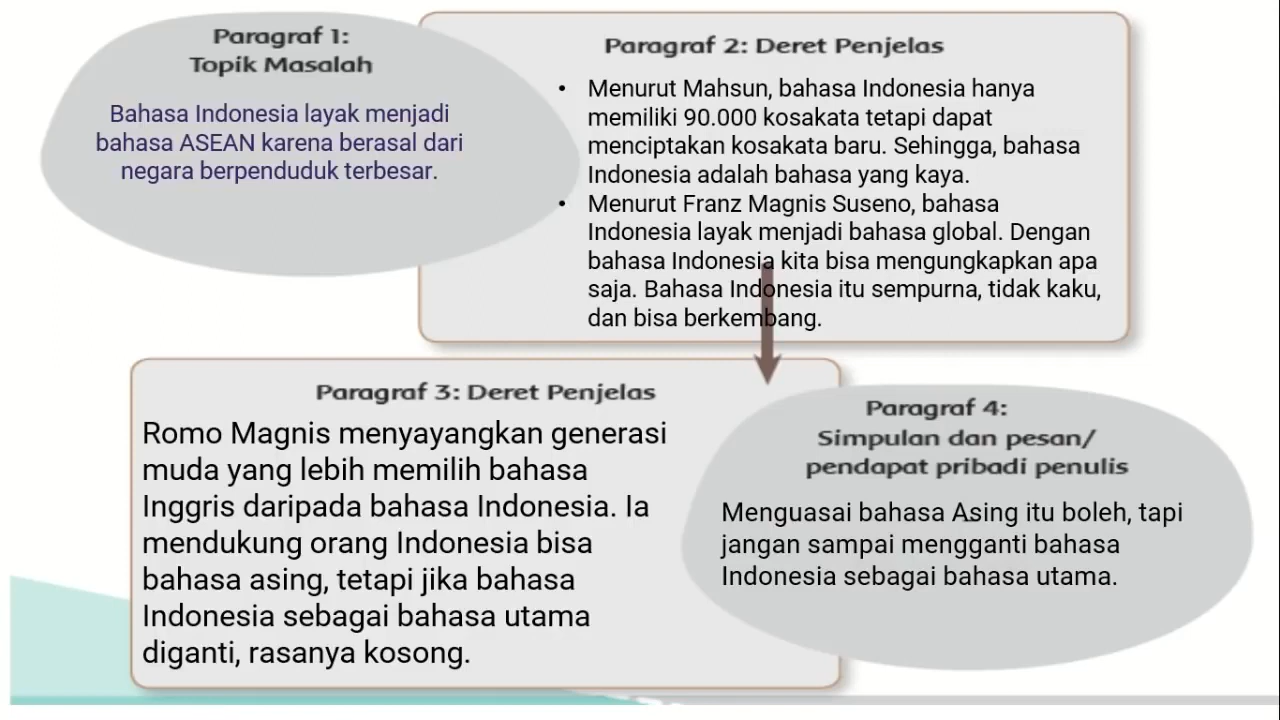 Paragraf 1:
Topik Masalah
Bahasa Indonesia layak menjadi
bahasa ASEAN karena berasal dari
negara berpenduduk terbesar.
Paragraf 2: Deret Penjelas
• Menurut Mahsun, bahasa Indonesia hanya
memiliki 90.000 kosakata tetapi dapat
menciptakan kosakata baru. Sehingga, bahasa
Indonesia adalah bahasa yang kaya.
• Menurut Franz Magnis Suseno, bahasa
Indonesia layak menjadi bahasa global. Dengan
bahasa Indonesia kita bisa mengungkapkan apa
saja. Bahasa Indonesia itu sempurna, tidak kaku,
dan bisa berkembang.
Paragraf 3: Deret Penjelas
Romo Magnis menyayangkan generasi
muda yang lebih memilih bahasa
Inggris daripada bahasa Indonesia. Ia
mendukung orang Indonesia bisa
bahasa asing, tetapi jika bahasa
Indonesia sebagai bahasa utama
diganti, rasanya kosong.
Paragraf 4:
Simpulan dan pesan/
pendapat pribadi penulis
Menguasai bahasa Asing itu boleh, tapi
jangan sampai mengganti bahasa
Indonesia sebagai bahasa utama.